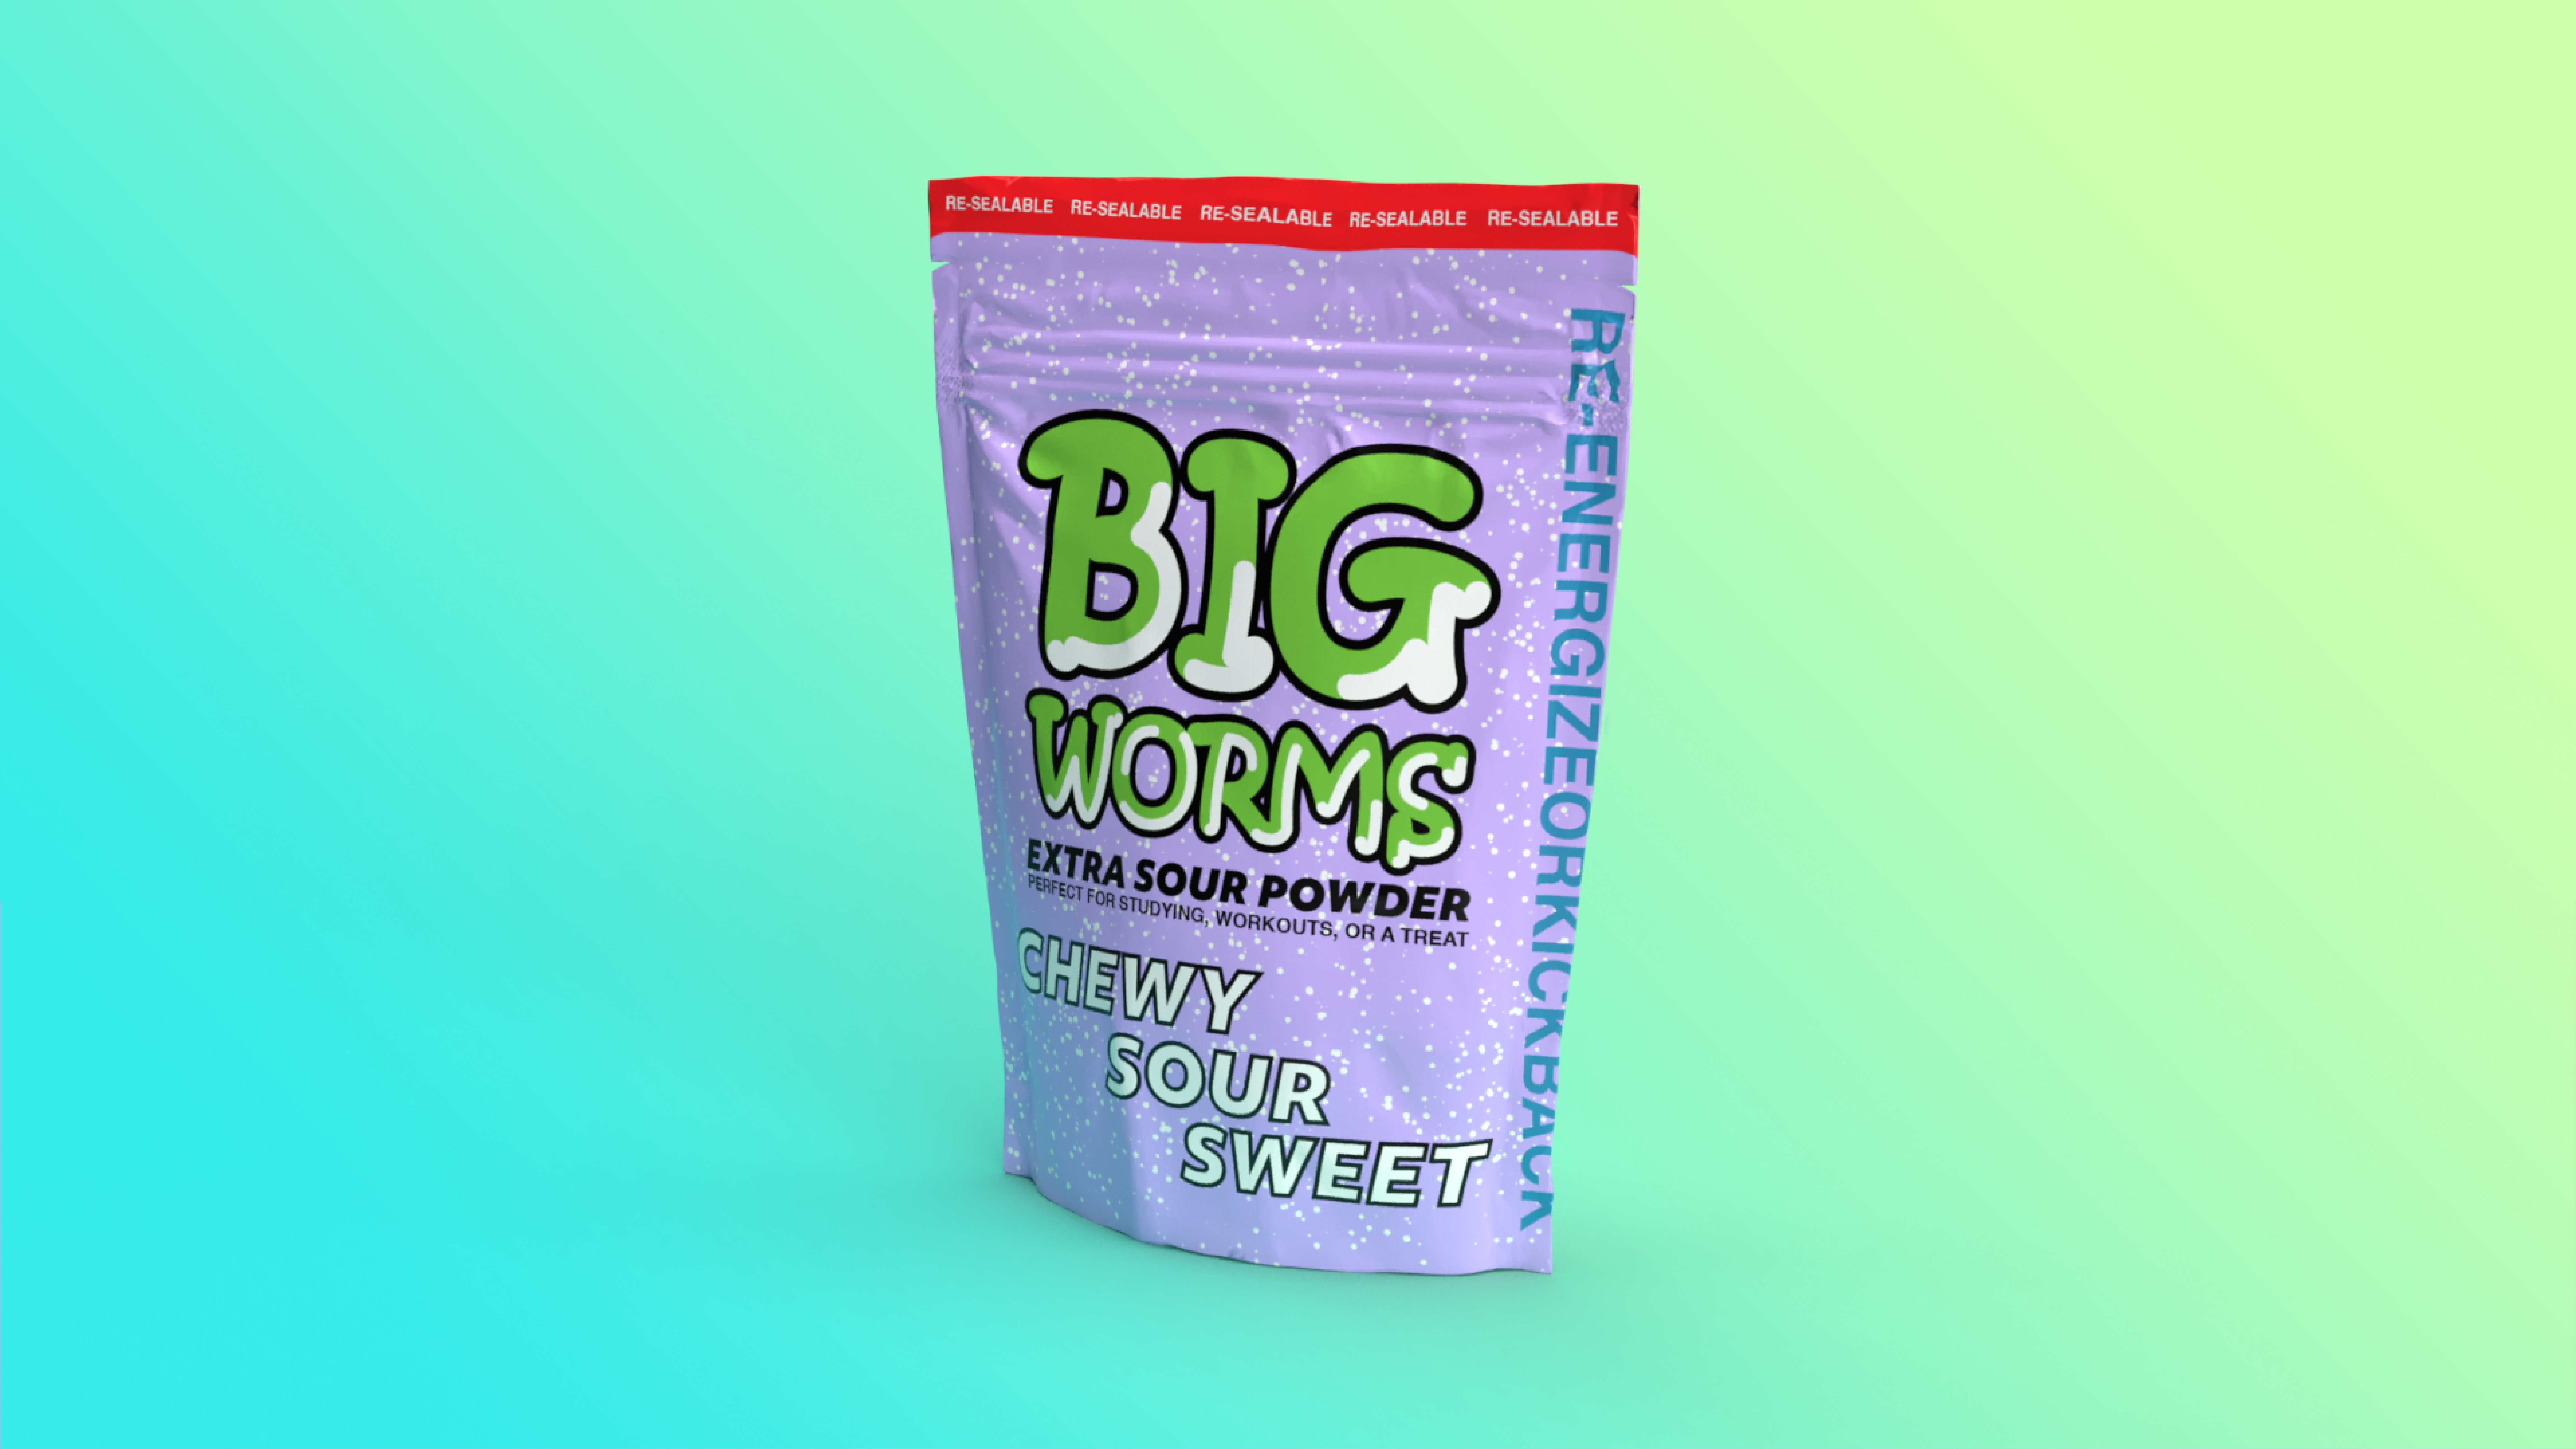 RE-SEALABLE RE-SEALABLE RE-SEALABLE RE-SEALABLE RE-SEALABLE
BIG
WORMS
EXTRA SOUR POWDER
PERFECT FOR STUDYING, WORKOUTS, OR A TREAT
CHEWY
SOUR
SWEET
RE-ENERGIZEORKICKBACK